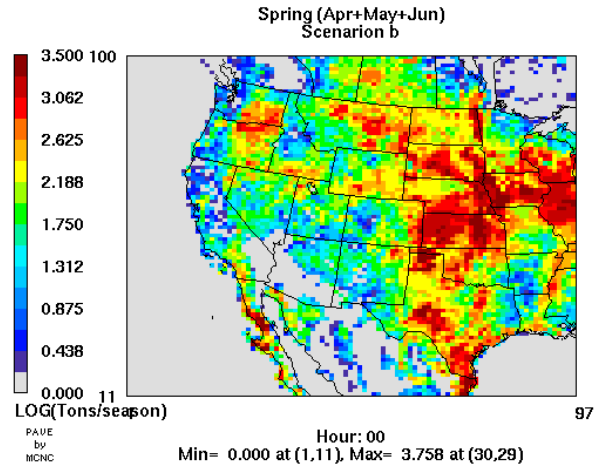 Spring (Apr+May+Jun)
Scenarion b
3.500
3.062
2.625
2.188
1.750
1.312
0.875
0.438
0.000
100
11
LOG(Tons/season)
97
PAVE
by
MCNC
Hour: 00
Min= 0.000 at (1,11), Max= 3.758 at (30,29)